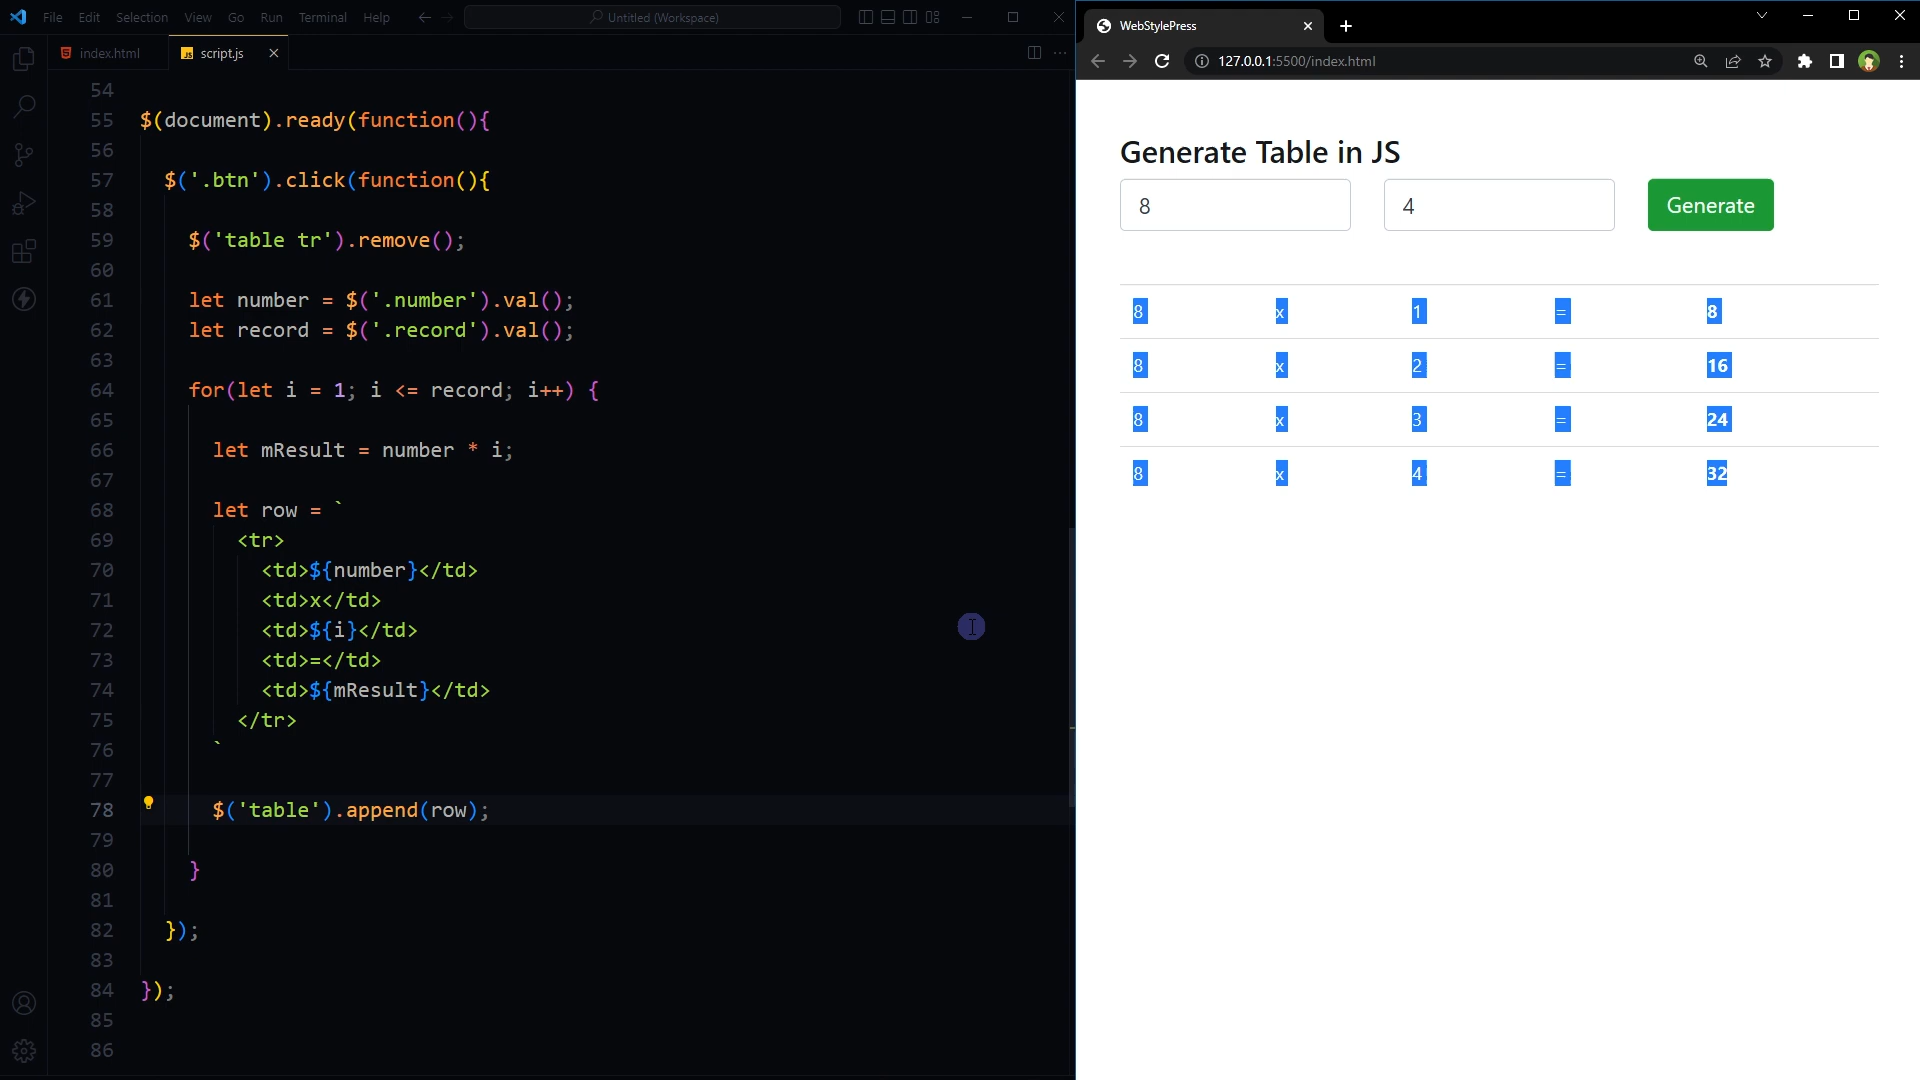 File Edit Selection View Go Run Terminal Help Untitled (Workspace)
index.html script.js
54
55 $(document).ready(function(){
56
57 $('.btn').click(function(){
58
59 $('table tr').remove();
60
61 let number = $('.number').val();
62 let record = $('.record').val();
63
64 for(let i = 1; i <= record; i++) {
65
66 let mResult = number * i;
67
68 let row = `
69 <tr>
70 <td>${number}</td>
71 <td>x</td>
72 <td>${i}</td>
73 <td>=</td>
74 <td>${mResult}</td>
75 </tr>
76 `
77
78 $('table').append(row);
79
80 }
81
82 });
83
84 });
85
86
WebStylePress
127.0.0.1:5500/index.html
Generate Table in JS
8 4 Generate
8 x 1 = 8
8 x 2 = 16
8 x 3 = 24
8 x 4 = 32